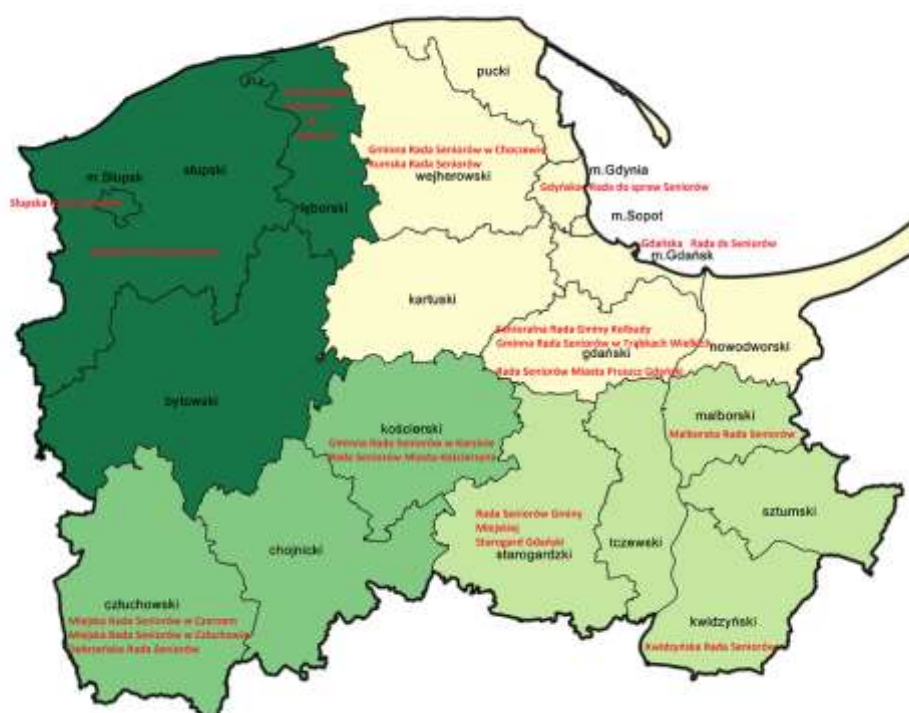 pucki
Gminna Rada Seniorów w Choczewie
Rumska Rada Seniorów
wejherowski
m.Gdynia
Gdyńska Rada do spraw Seniorów
m.Słupsk
słupski
Słupska
lęborski
m.Sopot
Gdańska Rada ds Seniorów
m.Gdańsk
kartuski
Senioralna Rada Gminy Kolbudy
Gminna Rada Seniorów w Trąbkach Wielkich
gdański
nowodworski
Rada Seniorów Miasta Pruszcz Gdański
bytowski
kościerski
Gminna Rada Seniorów w Karsinie
Rada Seniorów Miasta Kościerzyna
malborski
Malborska Rada Seniorów
Rada Seniorów Gminy
Miejskiej
Starogard Gdański
starogardzki
tczewski
sztumski
chojnicki
człuchowski
Miejska Rada Seniorów w Czarnem
Miejska Rada Seniorów w Człuchowie
Debrzeńska Rada Seniorów
kwidzyński
Kwidzyńska Rada Seniorów